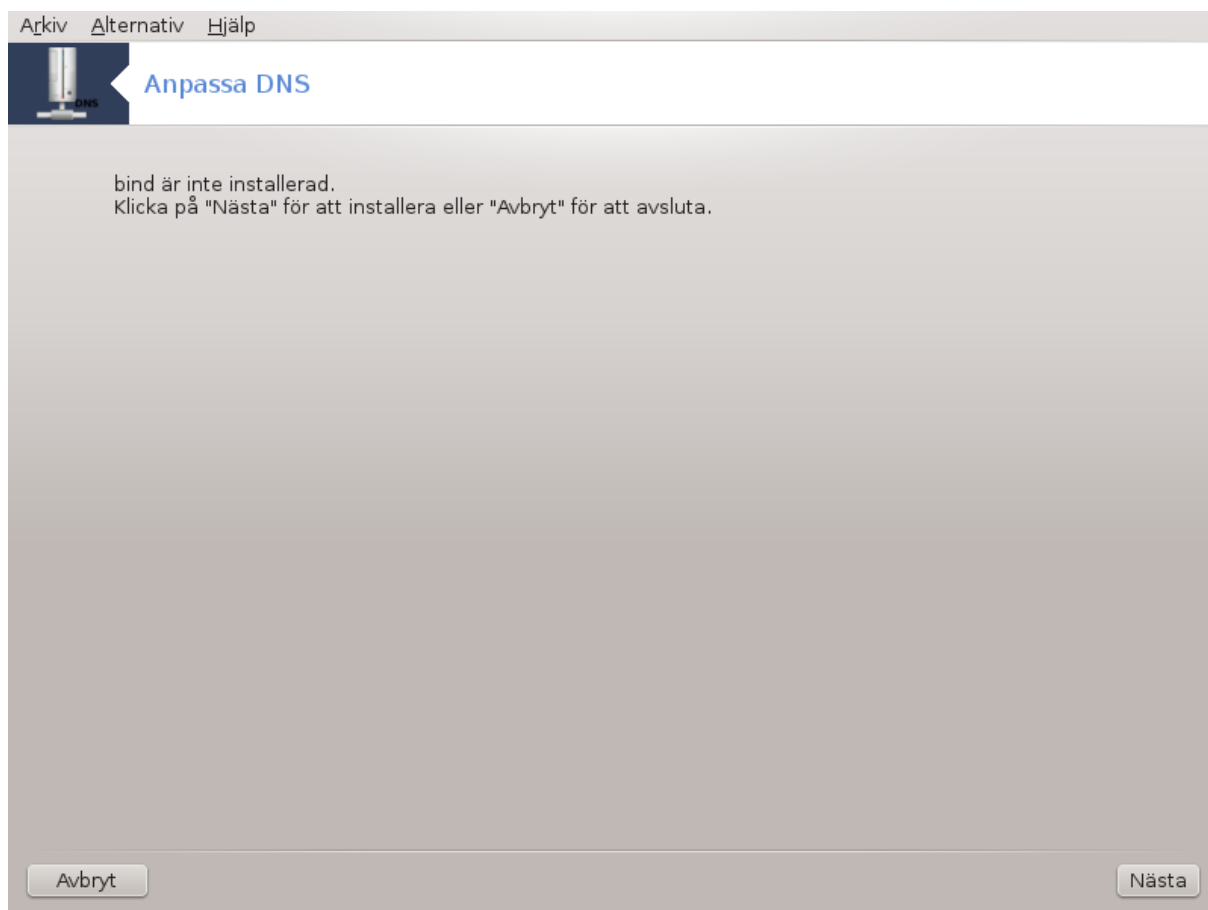 Arkiv Alternativ Hjälp
DNS
Anpassa DNS
bind är inte installerad.
Klicka på "Nästa" för att installera eller "Avbryt" för att avsluta.
Avbryt Nästa